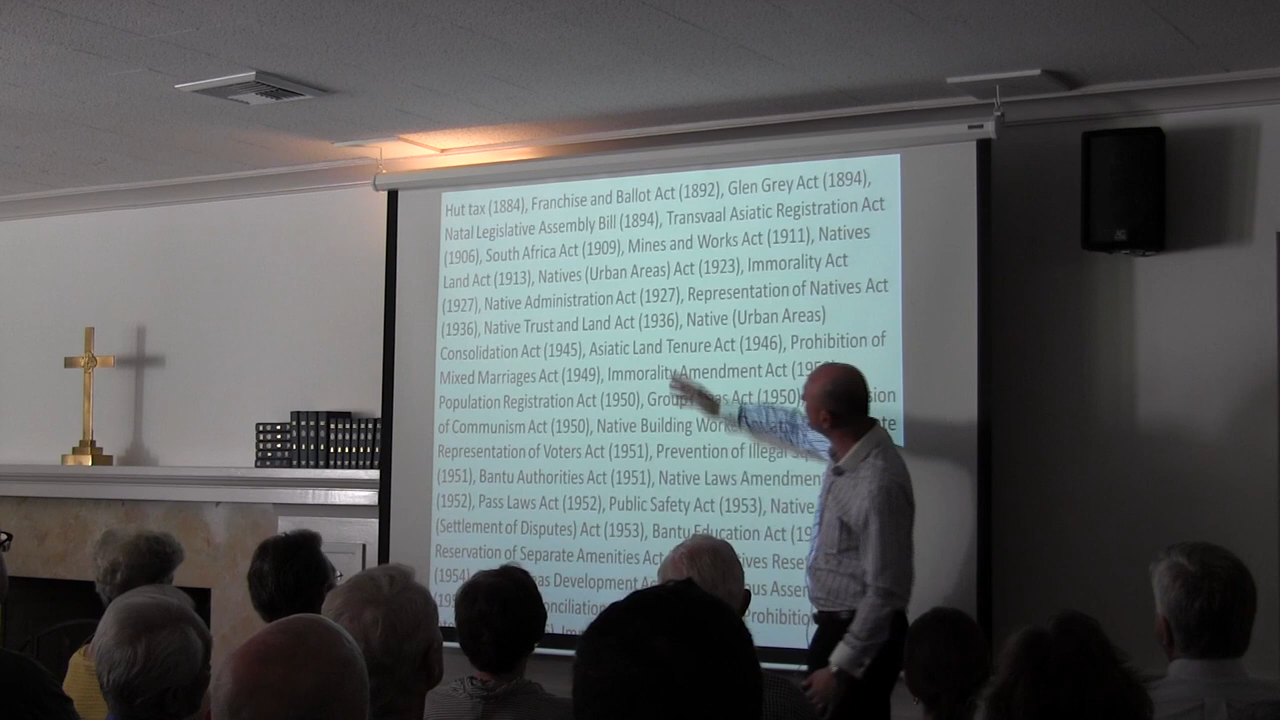 Hut tax (1884), Franchise and Ballot Act (1892), Glen Grey Act (1894),
Natal Legislative Assembly Bill (1894), Transvaal Asiatic Registration Act
(1906), South Africa Act (1909), Mines and Works Act (1911), Natives
Land Act (1913), Natives (Urban Areas) Act (1923), Immorality Act
(1927), Native Administration Act (1927), Representation of Natives Act
(1936), Native Trust and Land Act (1936), Native (Urban Areas)
Consolidation Act (1945), Asiatic Land Tenure Act (1946), Prohibition of
Mixed Marriages Act (1949), Immorality Amendment Act
Population Registration Act (1950), Group Act (1950)
of Communism Act (1950), Native Building
Representation of Voters Act (1951), Prevention of Illegal
(1951), Bantu Authorities Act (1951), Native Laws
(1952), Pass Laws Act (1952), Public Safety Act (1953), Native
(Settlement of Disputes) Act (1953), Bantu Education Act
Reservation of Separate Amenities Act
(1954) Development